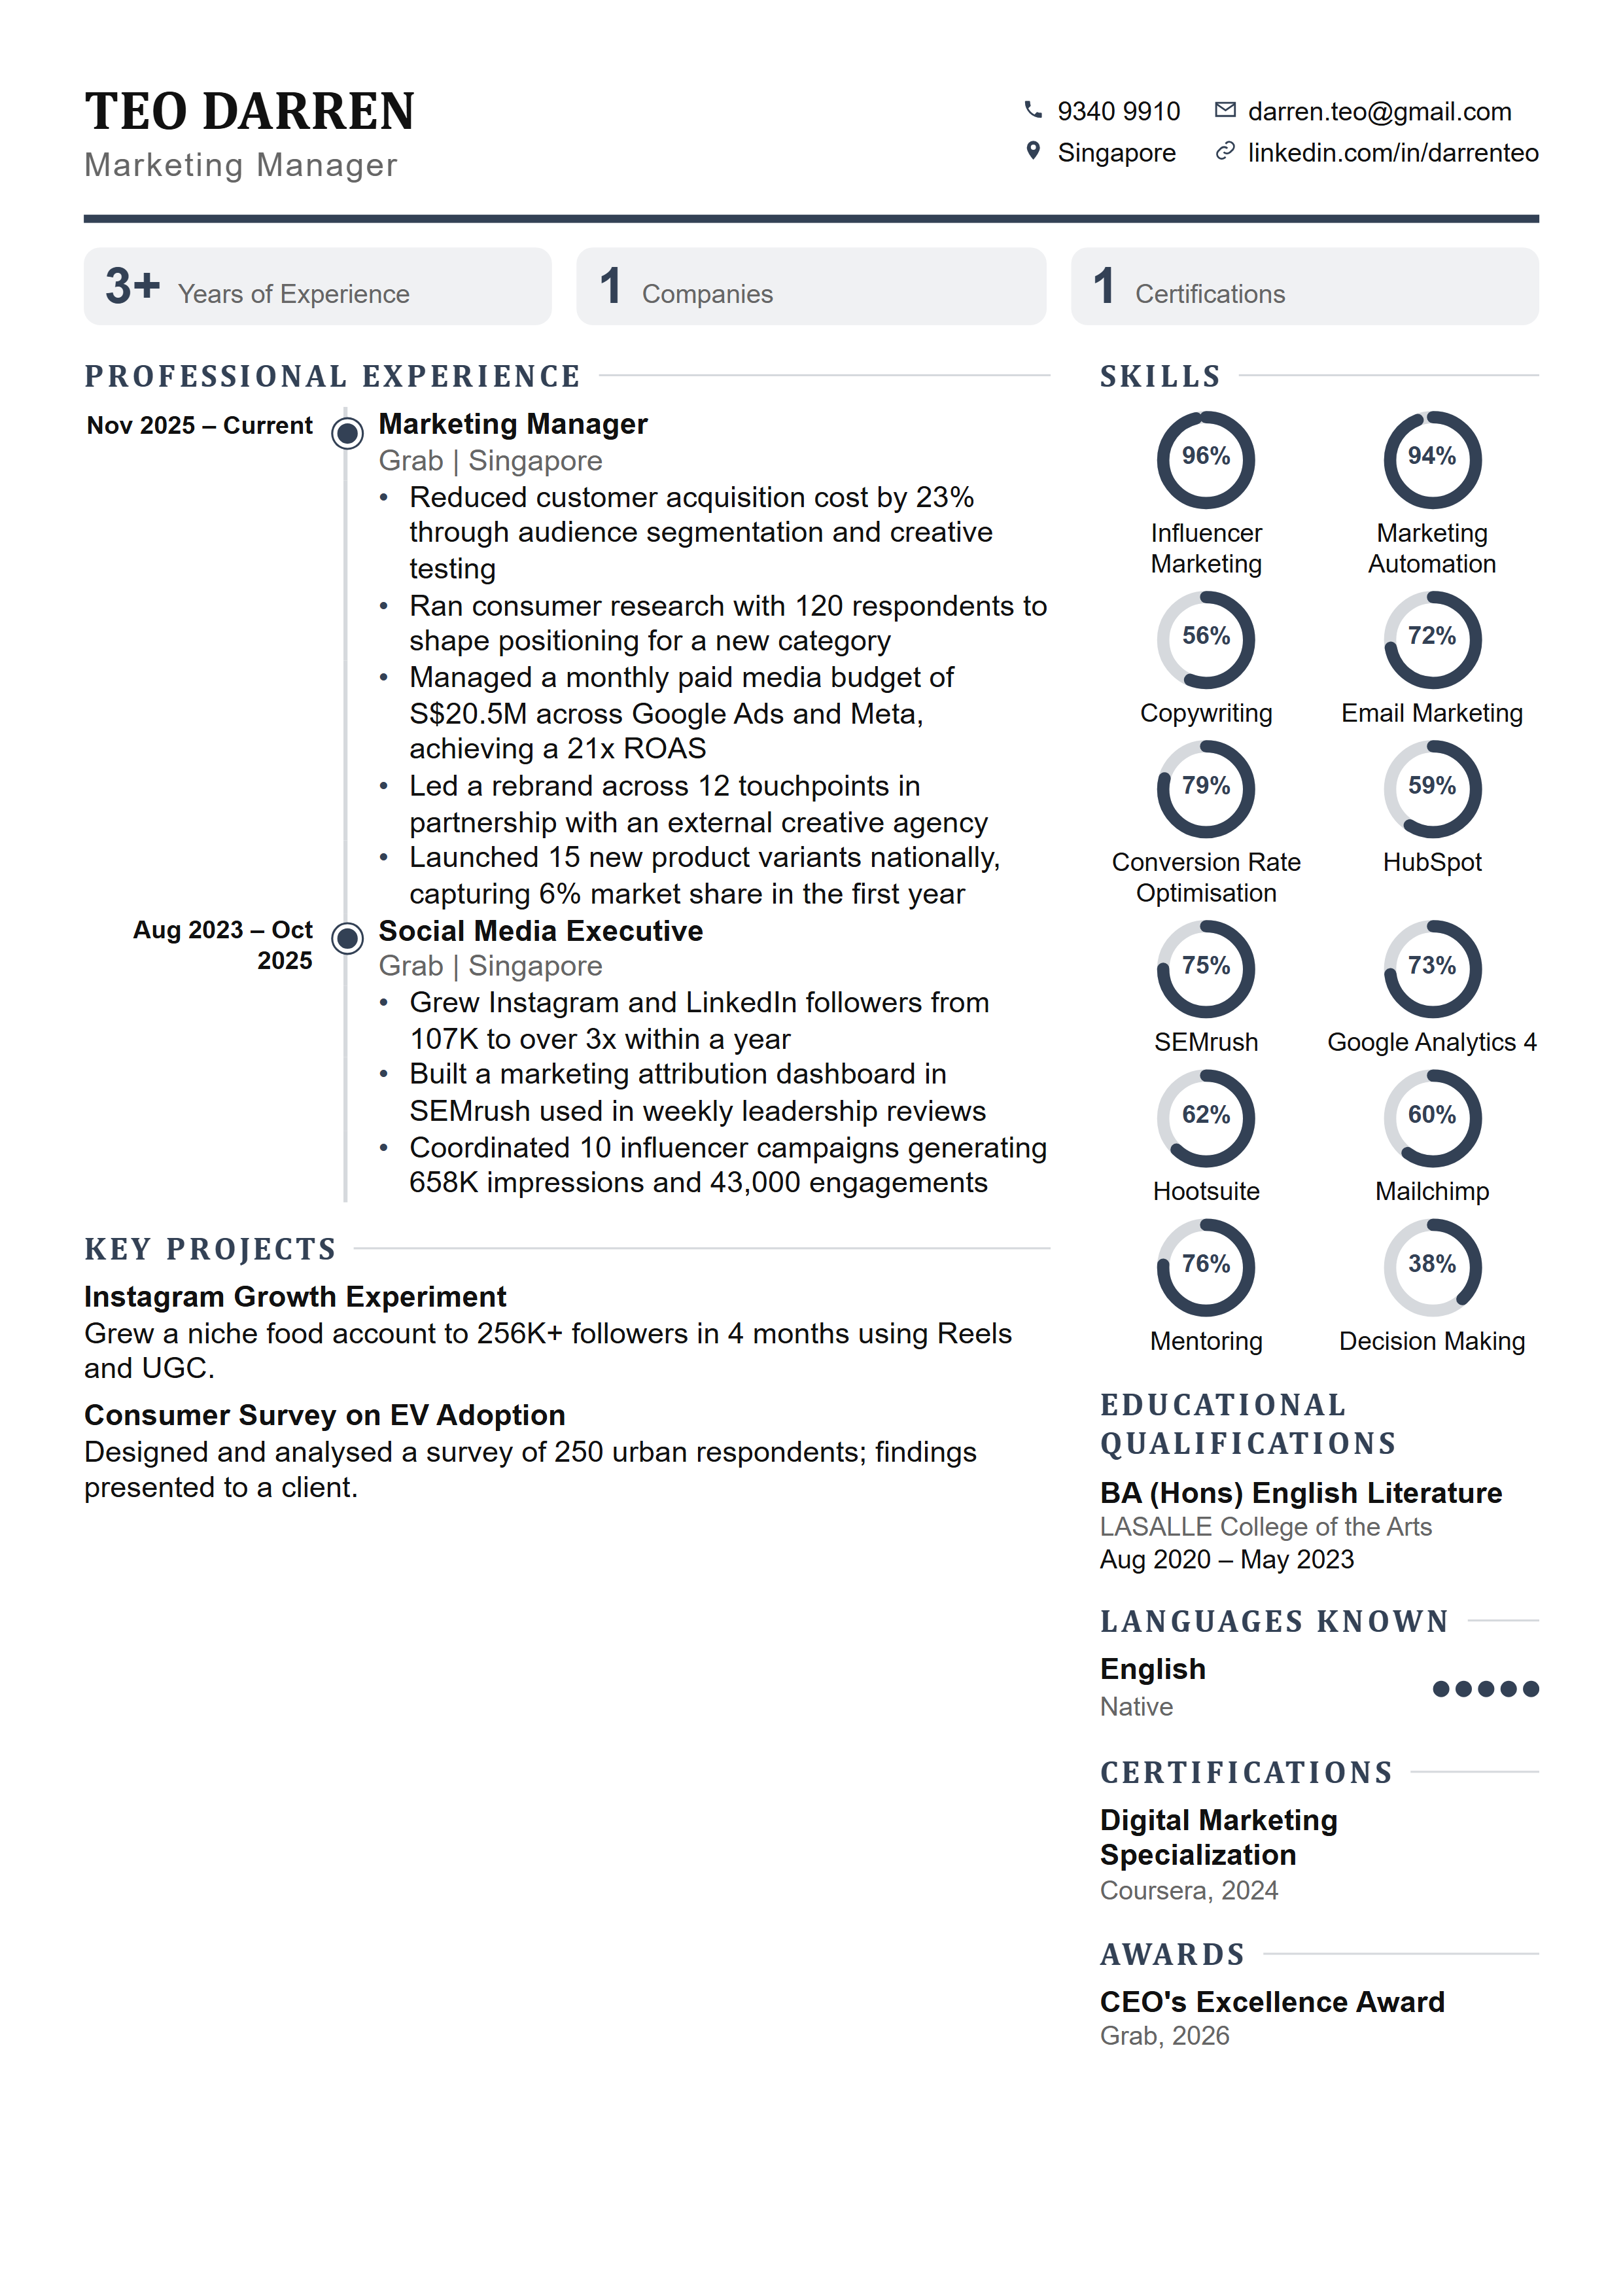 TEO DARREN
Marketing Manager
9340 9910
darren.teo@gmail.com
Singapore
linkedin.com/in/darrenteo
3+ Years of Experience
1 Companies
1 Certifications
PROFESSIONAL EXPERIENCE
Nov 2025 – Current
Marketing Manager
Grab | Singapore
• Reduced customer acquisition cost by 23%
through audience segmentation and creative
testing
• Ran consumer research with 120 respondents to
shape positioning for a new category
• Managed a monthly paid media budget of
S$20.5M across Google Ads and Meta,
achieving a 21x ROAS
• Led a rebrand across 12 touchpoints in
partnership with an external creative agency
• Launched 15 new product variants nationally,
capturing 6% market share in the first year
Aug 2023 – Oct
2025
Social Media Executive
Grab | Singapore
• Grew Instagram and LinkedIn followers from
107K to over 3x within a year
• Built a marketing attribution dashboard in
SEMrush used in weekly leadership reviews
• Coordinated 10 influencer campaigns generating
658K impressions and 43,000 engagements
KEY PROJECTS
Instagram Growth Experiment
Grew a niche food account to 256K+ followers in 4 months using Reels
and UGC.
Consumer Survey on EV Adoption
Designed and analysed a survey of 250 urban respondents; findings
presented to a client.
SKILLS
96%
Influencer
Marketing
94%
Marketing
Automation
56%
Copywriting
72%
Email Marketing
79%
Conversion Rate
Optimisation
59%
HubSpot
75%
SEMrush
73%
Google Analytics 4
62%
Hootsuite
60%
Mailchimp
76%
Mentoring
38%
Decision Making
EDUCATIONAL
QUALIFICATIONS
BA (Hons) English Literature
LASALLE College of the Arts
Aug 2020 – May 2023
LANGUAGES KNOWN
English
Native
CERTIFICATIONS
Digital Marketing
Specialization
Coursera, 2024
AWARDS
CEO's Excellence Award
Grab, 2026